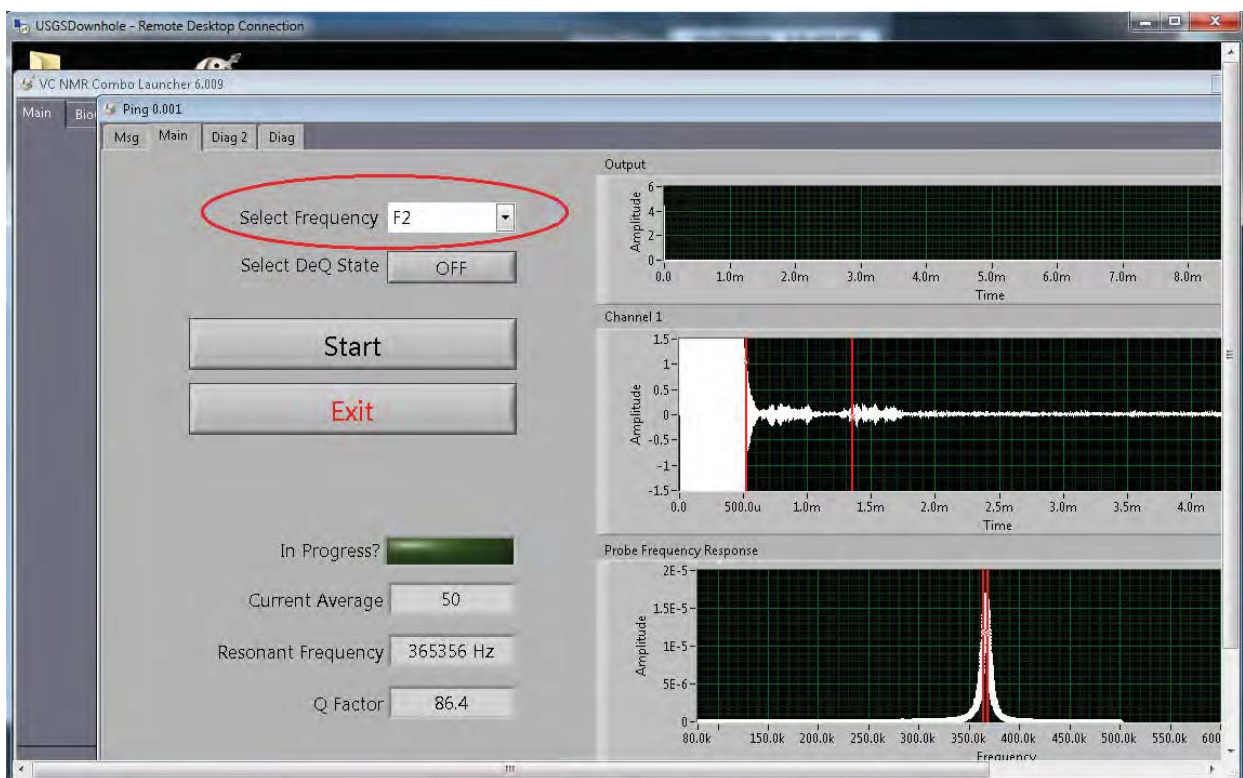 USGSDownhole - Remote Desktop Connection
VC NMR Combo Launcher 6.009
Main
Ping 0.001
Msg Main Diag 2 Diag
Select Frequency F2
Select DeQ State OFF
Start
Exit
In Progress?
Current Average 50
Resonant Frequency 365356 Hz
Q Factor 86.4
Output
Amplitude
6
4
2
0
0.0 1.0m 2.0m 3.0m 4.0m 5.0m 6.0m 7.0m 8.0m
Time
Channel 1
Amplitude
1.5
1
0.5
0
-0.5
-1
-1.5
0.0 500.0u 1.0m 1.5m 2.0m 2.5m 3.0m 3.5m 4.0m
Time
Probe Frequency Response
Amplitude
2E-5
1.5E-5
1E-5
5E-6
0
80.0k 150.0k 200.0k 250.0k 300.0k 350.0k 400.0k 450.0k 500.0k 550.0k 600
Frequency